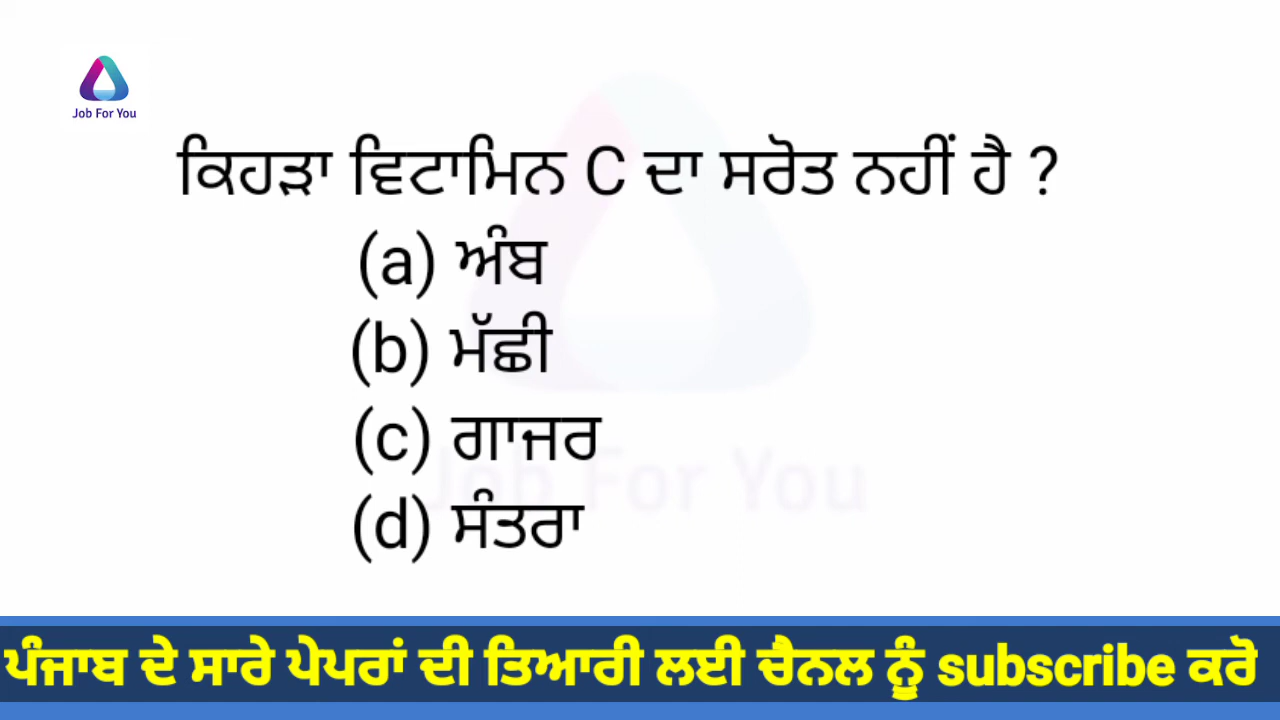 Job For You
ਕਿਹੜਾ ਵਿਟਾਮਿਨ C ਦਾ ਸਰੋਤ ਨਹੀਂ ਹੈ ?
(a) ਅੰਬ
(b) ਮੱਛੀ
(c) ਗਾਜਰ
(d) ਸੰਤਰਾ
Job For You
ਪੰਜਾਬ ਦੇ ਸਾਰੇ ਪੇਪਰਾਂ ਦੀ ਤਿਆਰੀ ਲਈ ਚੈਨਲ ਨੂੰ subscribe ਕਰੋ